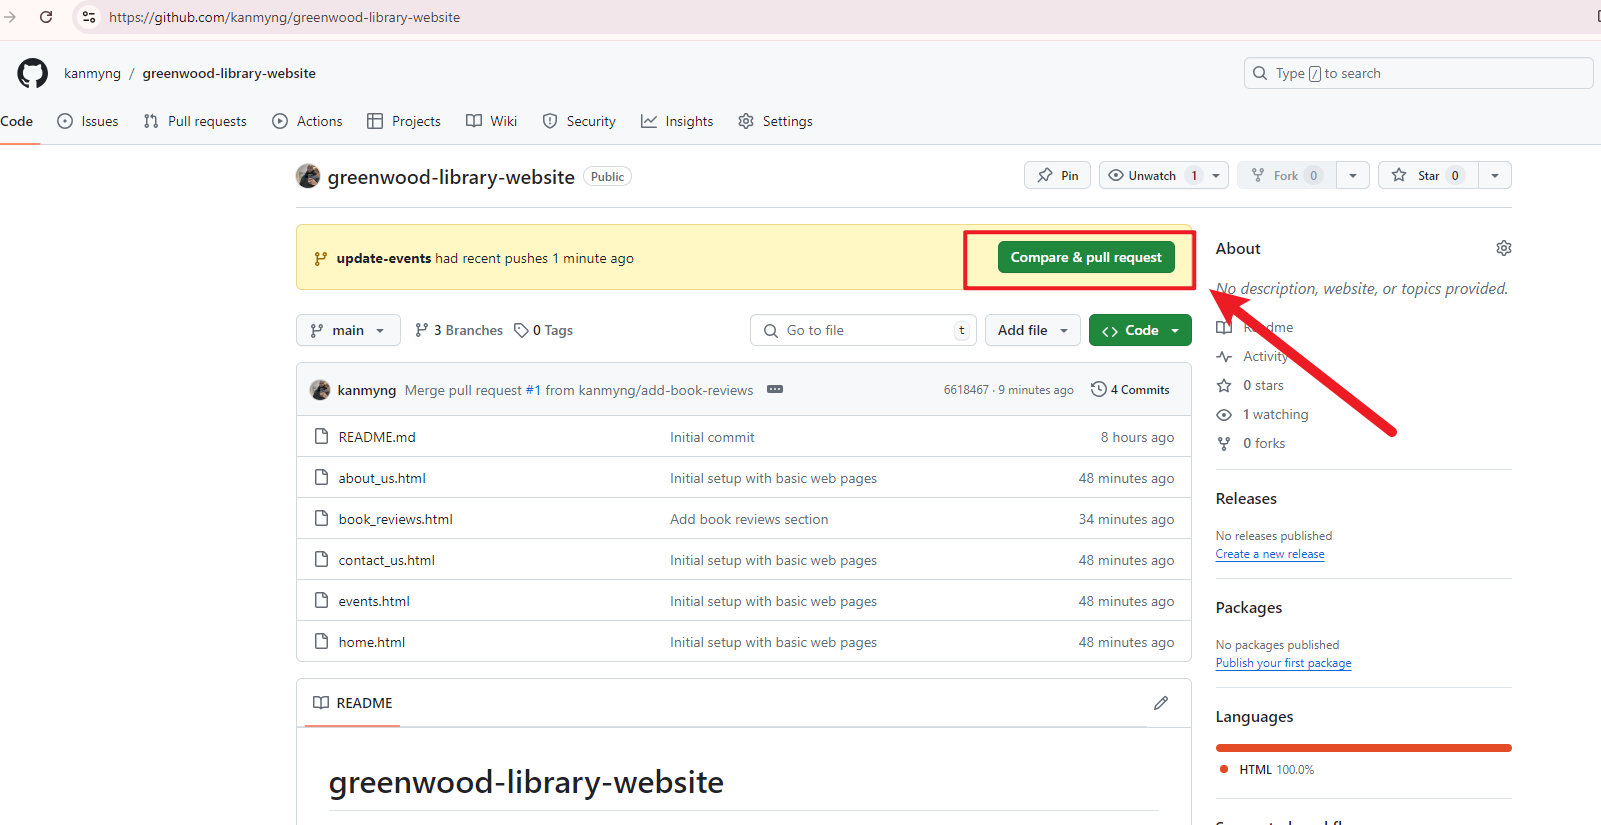 https://github.com/kanmyng/greenwood-library-website
kanmyng / greenwood-library-website
Type / to search
Code Issues Pull requests Actions Projects Wiki Security Insights Settings
greenwood-library-website Public
Pin Unwatch 1 Fork 0 Star 0
update-events had recent pushes 1 minute ago
Compare & pull request
About
No description, website, or topics provided.
main 3 Branches 0 Tags
Go to file t Add file Code
Readme
Activity
0 stars
1 watching
0 forks
kanmyng Merge pull request #1 from kanmyng/add-book-reviews 6618467 · 9 minutes ago 4 Commits
README.md Initial commit 8 hours ago
about_us.html Initial setup with basic web pages 48 minutes ago
book_reviews.html Add book reviews section 34 minutes ago
contact_us.html Initial setup with basic web pages 48 minutes ago
events.html Initial setup with basic web pages 48 minutes ago
home.html Initial setup with basic web pages 48 minutes ago
Releases
No releases published
Create a new release
Packages
No packages published
Publish your first package
Languages
HTML 100.0%
README
greenwood-library-website